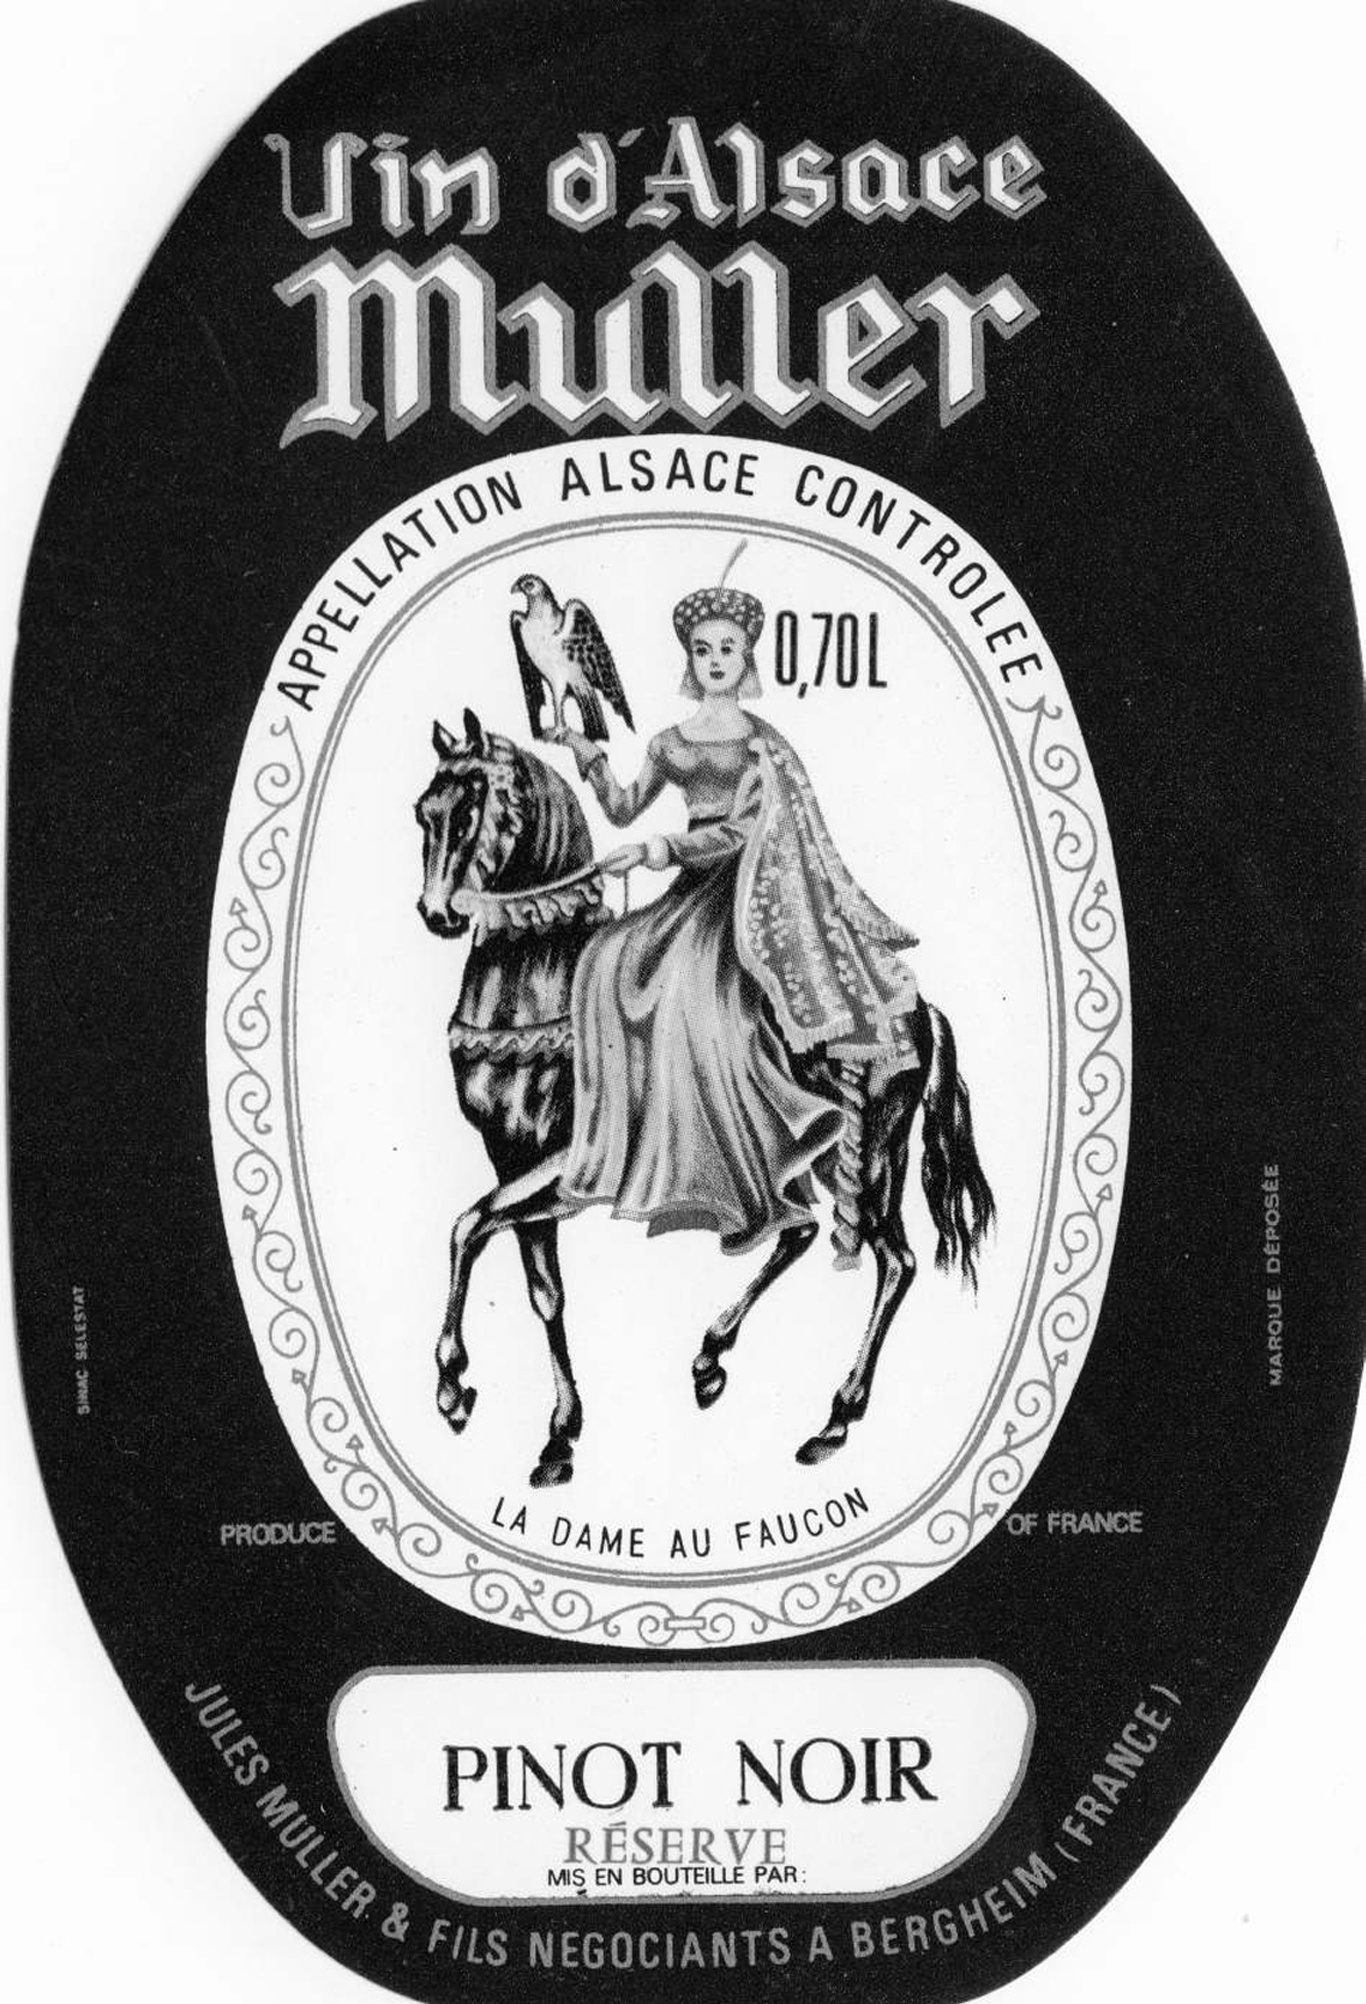 Vin d'Alsace
Muller
APPELLATION ALSACE CONTROLEE
0,70L
LA DAME AU FAUCON
PRODUCE OF FRANCE
MARQUE DÉPOSÉE
SIMAC SELESTAT
PINOT NOIR
RÉSERVE
MIS EN BOUTEILLE PAR:
JULES MULLER & FILS NEGOCIANTS A BERGHEIM (FRANCE)